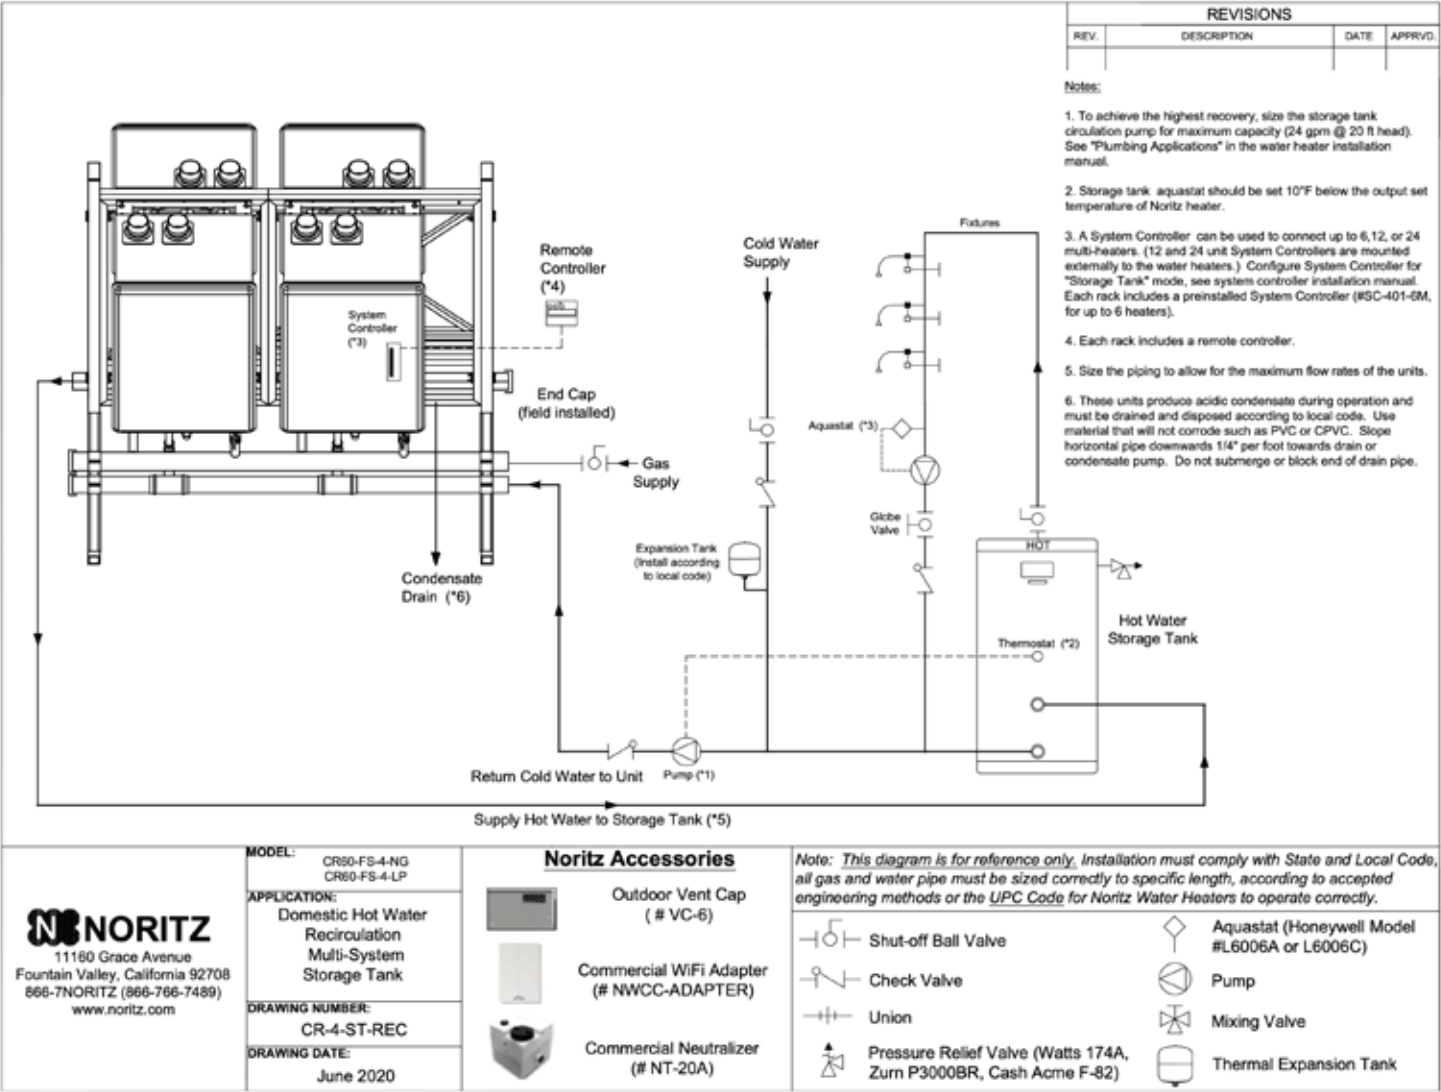 REVISIONS
REV.
DESCRIPTION
DATE
APPRVD.
Notes:
1. To achieve the highest recovery, size the storage tank
circulation pump for maximum capacity (24 gpm @ 20 ft head).
See "Plumbing Applications" in the water heater installation
manual.
2. Storage tank aquastat should be set 10°F below the output set
temperature of Noritz heater.
3. A System Controller can be used to connect up to 6,12, or 24
multi-heaters. (12 and 24 unit System Controllers are mounted
externally to the water heaters.) Configure System Controller for
"Storage Tank" mode, see system controller installation manual.
Each rack includes a preinstalled System Controller (#SC-401-6M,
for up to 6 heaters).
4. Each rack includes a remote controller.
5. Size the piping to allow for the maximum flow rates of the units.
6. These units produce acidic condensate during operation and
must be drained and disposed according to local code. Use
material that will not corrode such as PVC or CPVC. Slope
horizontal pipe downwards 1/4" per foot towards drain or
condensate pump. Do not submerge or block end of drain pipe.
Remote
Controller
(*4)
System
Controller
(*3)
End Cap
(field installed)
Gas
Supply
Condensate
Drain (*6)
Cold Water
Supply
Fixtures
Aquastat (*3)
Globe
Valve
Expansion Tank
(Install according
to local code)
HOT
Thermostat (*2)
Hot Water
Storage Tank
Return Cold Water to Unit
Pump (*1)
Supply Hot Water to Storage Tank (*5)
NORITZ
11160 Grace Avenue
Fountain Valley, California 92708
866-7NORITZ (866-766-7489)
www.noritz.com
MODEL:
CR60-FS-4-NG
CR60-FS-4-LP
APPLICATION:
Domestic Hot Water
Recirculation
Multi-System
Storage Tank
DRAWING NUMBER:
CR-4-ST-REC
DRAWING DATE:
June 2020
Noritz Accessories
Outdoor Vent Cap
( # VC-6)
Commercial WiFi Adapter
(# NWCC-ADAPTER)
Commercial Neutralizer
(# NT-20A)
Note: This diagram is for reference only. Installation must comply with State and Local Code,
all gas and water pipe must be sized correctly to specific length, according to accepted
engineering methods or the UPC Code for Noritz Water Heaters to operate correctly.
Shut-off Ball Valve
Check Valve
Union
Pressure Relief Valve (Watts 174A,
Zurn P3000BR, Cash Acme F-82)
Aquastat (Honeywell Model
#L6006A or L6006C)
Pump
Mixing Valve
Thermal Expansion Tank